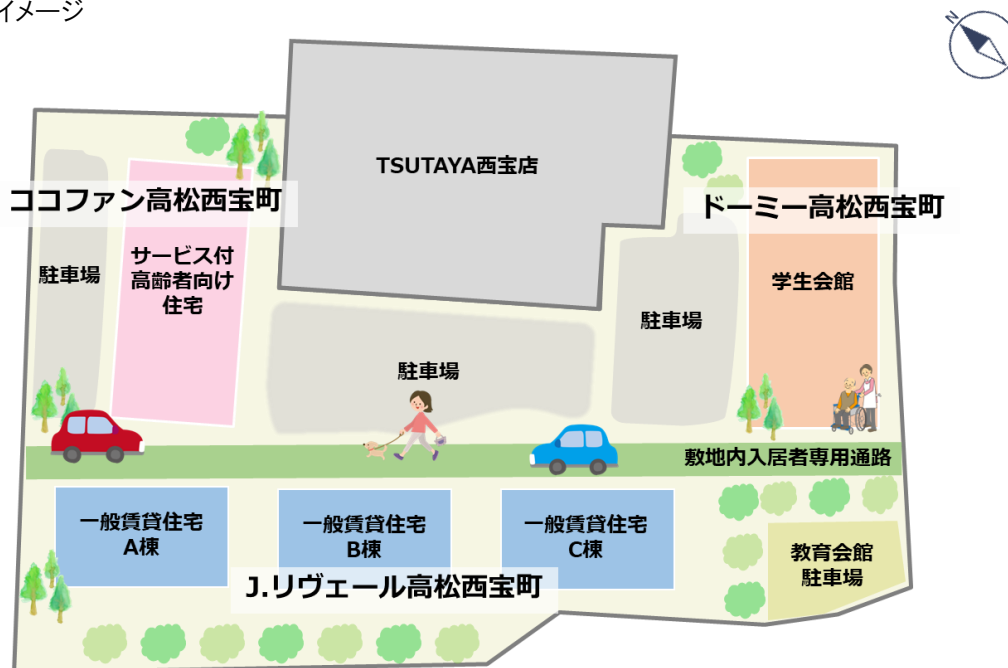 イメージ
N
TSUTAYA西宝店
ココファン高松西宝町
ドーミー高松西宝町
サービス付
高齢者向け
住宅
駐車場
学生会館
駐車場
駐車場
敷地内入居者専用通路
一般賃貸住宅
A棟
一般賃貸住宅
B棟
一般賃貸住宅
C棟
教育会館
駐車場
J.リヴェール高松西宝町